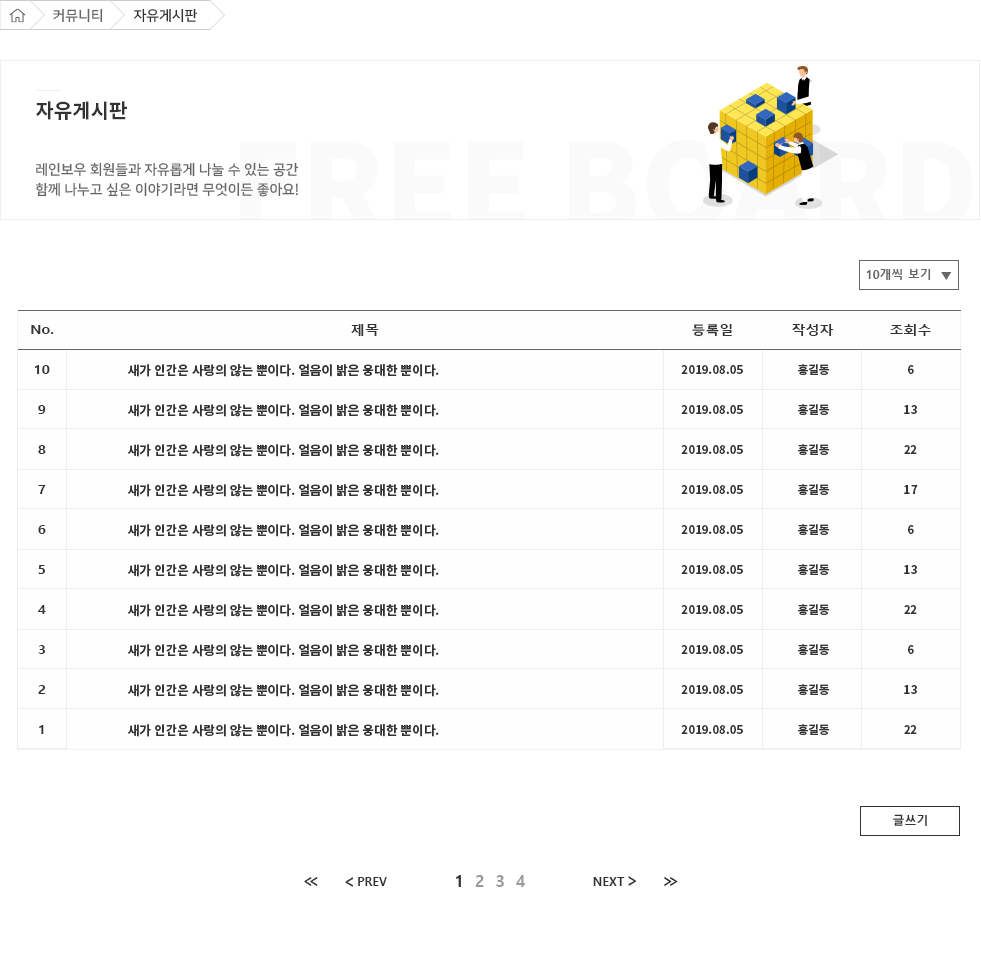 커뮤니티 자유게시판
자유게시판
레인보우 회원들과 자유롭게 나눌 수 있는 공간
함께 나누고 싶은 이야기라면 무엇이든 좋아요!
FREE BOARD
10개씩 보기 ▼
No. 제목 등록일 작성자 조회수
10 새가 인간은 사랑의 않는 뿐이다. 얼음이 밝은 웅대한 뿐이다. 2019.08.05 홍길동 6
9 새가 인간은 사랑의 않는 뿐이다. 얼음이 밝은 웅대한 뿐이다. 2019.08.05 홍길동 13
8 새가 인간은 사랑의 않는 뿐이다. 얼음이 밝은 웅대한 뿐이다. 2019.08.05 홍길동 22
7 새가 인간은 사랑의 않는 뿐이다. 얼음이 밝은 웅대한 뿐이다. 2019.08.05 홍길동 17
6 새가 인간은 사랑의 않는 뿐이다. 얼음이 밝은 웅대한 뿐이다. 2019.08.05 홍길동 6
5 새가 인간은 사랑의 않는 뿐이다. 얼음이 밝은 웅대한 뿐이다. 2019.08.05 홍길동 13
4 새가 인간은 사랑의 않는 뿐이다. 얼음이 밝은 웅대한 뿐이다. 2019.08.05 홍길동 22
3 새가 인간은 사랑의 않는 뿐이다. 얼음이 밝은 웅대한 뿐이다. 2019.08.05 홍길동 6
2 새가 인간은 사랑의 않는 뿐이다. 얼음이 밝은 웅대한 뿐이다. 2019.08.05 홍길동 13
1 새가 인간은 사랑의 않는 뿐이다. 얼음이 밝은 웅대한 뿐이다. 2019.08.05 홍길동 22
글쓰기
≪ < PREV 1 2 3 4 NEXT > ≫